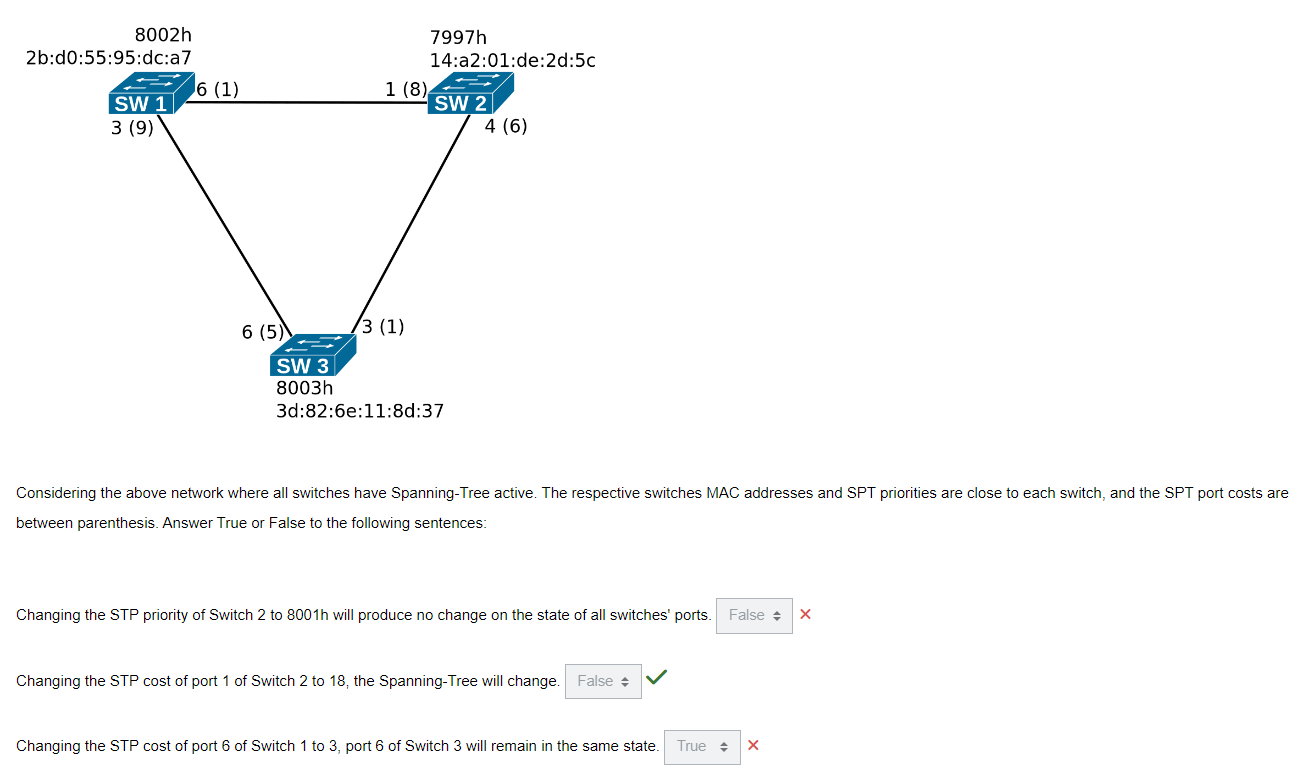 8002h
2b:d0:55:95:dc:a7
7997h
14:a2:01:de:2d:5c
6 (1)
1 (8)
SW 1
SW 2
3 (9)
4 (6)
6 (5)
3 (1)
SW 3
8003h
3d:82:6e:11:8d:37
Considering the above network where all switches have Spanning-Tree active. The respective switches MAC addresses and SPT priorities are close to each switch, and the SPT port costs are
between parenthesis. Answer True or False to the following sentences:
Changing the STP priority of Switch 2 to 8001h will produce no change on the state of all switches' ports. False
Changing the STP cost of port 1 of Switch 2 to 18, the Spanning-Tree will change. False
Changing the STP cost of port 6 of Switch 1 to 3, port 6 of Switch 3 will remain in the same state. True